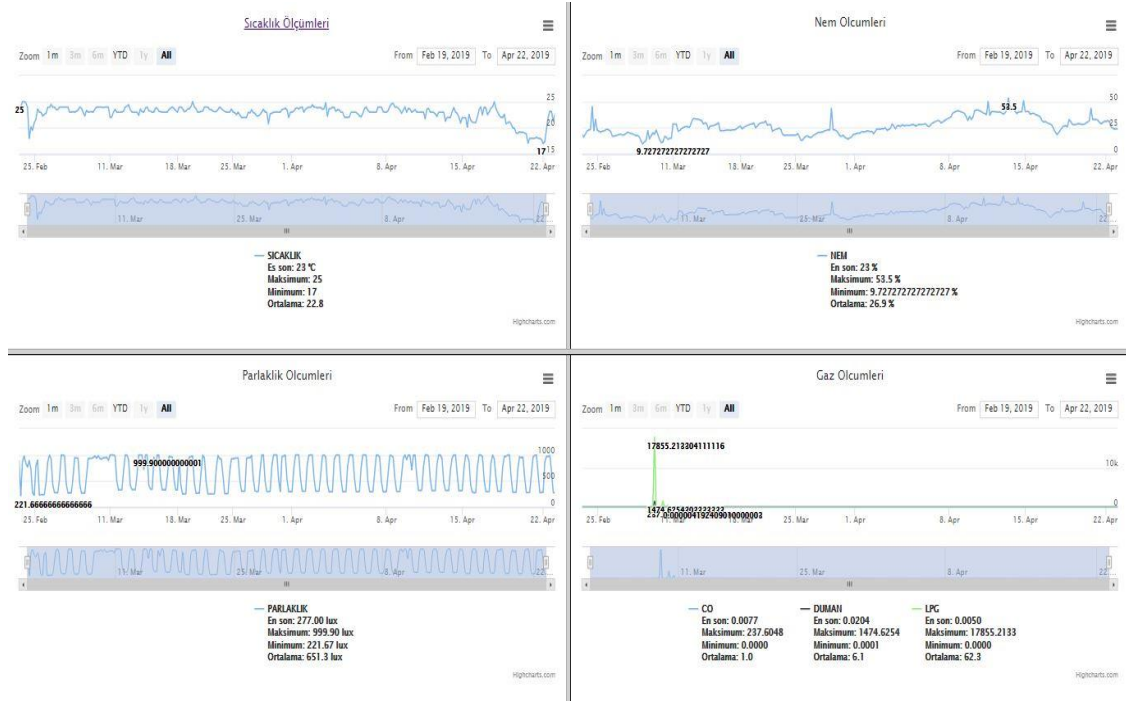 Sıcaklık Ölçümleri
Zoom 1m 3m 6m YTD 1y All
From Feb 19, 2019 To Apr 22, 2019
25
25
20
17
15
25. Feb 11. Mar 18. Mar 25. Mar 1. Apr 8. Apr 15. Apr 22. Apr
11. Mar 25. Mar 8. Apr 22...
SICAKLIK
Es son: 23 °C
Maksimum: 25
Minimum: 17
Ortalama: 22.8
Highcharts.com
Nem Olcumleri
Zoom 1m 3m 6m YTD 1y All
From Feb 19, 2019 To Apr 22, 2019
50
53.5
25
9.727272727272727
0
25. Feb 11. Mar 18. Mar 25. Mar 1. Apr 8. Apr 15. Apr 22. Apr
11. Mar 25. Mar 8. Apr 22...
NEM
En son: 23 %
Maksimum: 53.5 %
Minimum: 9.727272727272727 %
Ortalama: 26.9 %
Highcharts.com
Parlaklik Olcumleri
Zoom 1m 3m 6m YTD 1y All
From Feb 19, 2019 To Apr 22, 2019
1000
999.900000000001
500
221.66666666666666
0
25. Feb 11. Mar 18. Mar 25. Mar 1. Apr 8. Apr 15. Apr 22. Apr
11. Mar 25. Mar 8. Apr 22...
PARLAKLIK
En son: 277.00 lux
Maksimum: 999.90 lux
Minimum: 221.67 lux
Ortalama: 651.3 lux
Highcharts.com
Gaz Olcumleri
Zoom 1m 3m 6m YTD 1y All
From Feb 19, 2019 To Apr 22, 2019
17855.213304111116
10k
0
25. Feb 11. Mar 18. Mar 25. Mar 1. Apr 8. Apr 15. Apr 22. Apr
11. Mar 25. Mar 8. Apr 22...
CO DUMAN LPG
En son: 0.0077 En son: 0.0204 En son: 0.0050
Maksimum: 237.6048 Maksimum: 1474.6254 Maksimum: 17855.2133
Minimum: 0.0000 Minimum: 0.0001 Minimum: 0.0000
Ortalama: 1.0 Ortalama: 6.1 Ortalama: 62.3
Highcharts.com